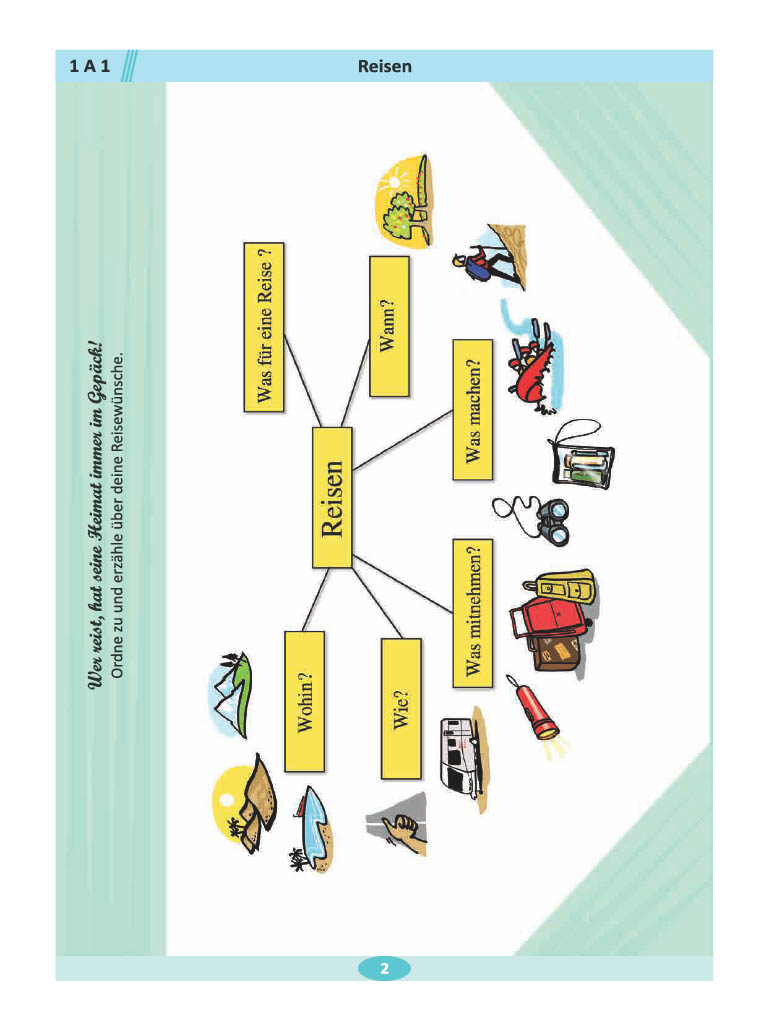 1 A 1
Reisen
Wer reist, hat seine Heimat immer im Gepäck!
Ordne zu und erzähle über deine Reisewünsche.
Was für eine Reise ?
Wohin?
Reisen
Wann?
Wie?
Was mitnehmen?
Was machen?
2